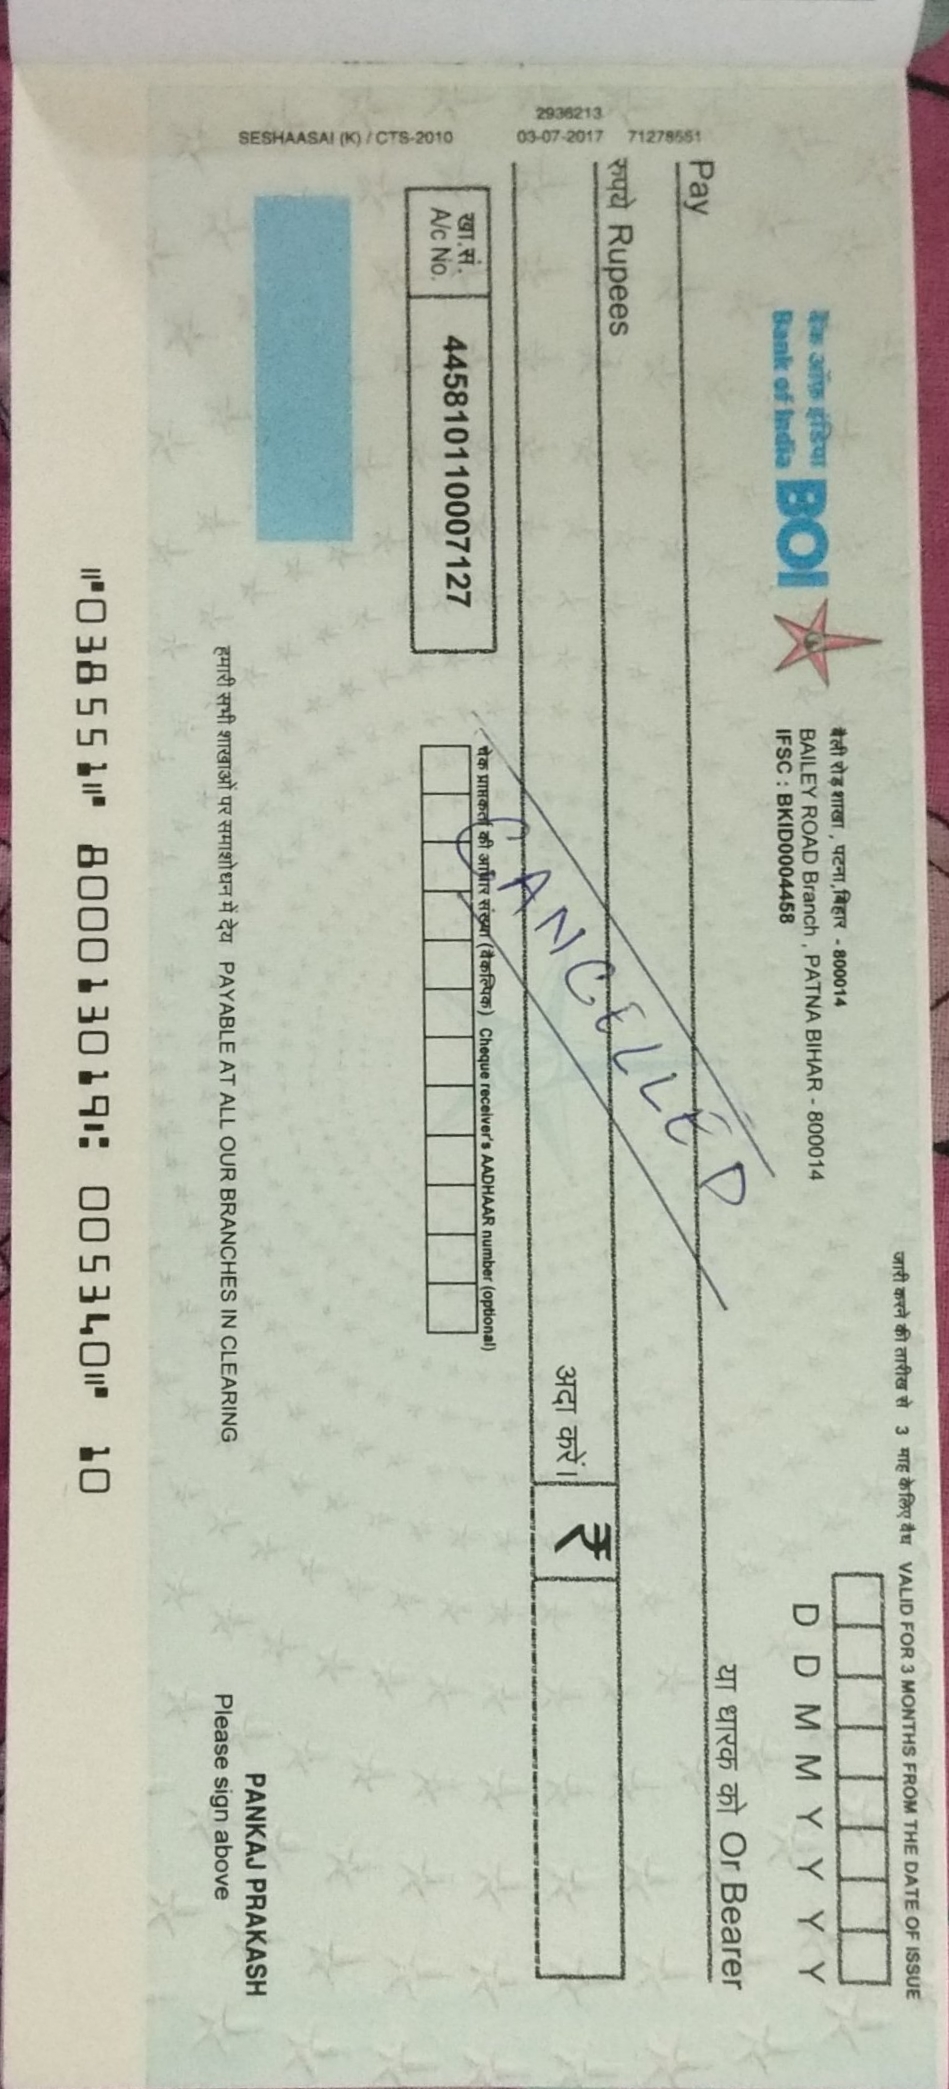 जारी करने की तारीख से 3 माह के लिए वैध VALID FOR 3 MONTHS FROM THE DATE OF ISSUE
बैंक ऑफ़ इंडिया
Bank of India BOI
बैली रोड शाखा , पटना,बिहार - 800014
BAILEY ROAD Branch , PATNA BIHAR - 800014
IFSC : BKID0004458
D D M M Y Y Y Y
Pay
या धारक को Or Bearer
CANCELLED
रुपये Rupees
अदा करें। ₹
खा.सं.
A/c No. 445810110007127
चेक प्राप्तकर्ता की आधार संख्या (वैकल्पिक) Cheque receiver's AADHAAR number (optional)
2936213
03-07-2017 71278551
SESHAASAI (K) / CTS-2010
PANKAJ PRAKASH
Please sign above
हमारी सभी शाखाओं पर समाशोधन में देय PAYABLE AT ALL OUR BRANCHES IN CLEARING
⑈038551⑈ 800013019⑆ 005340⑈ 10